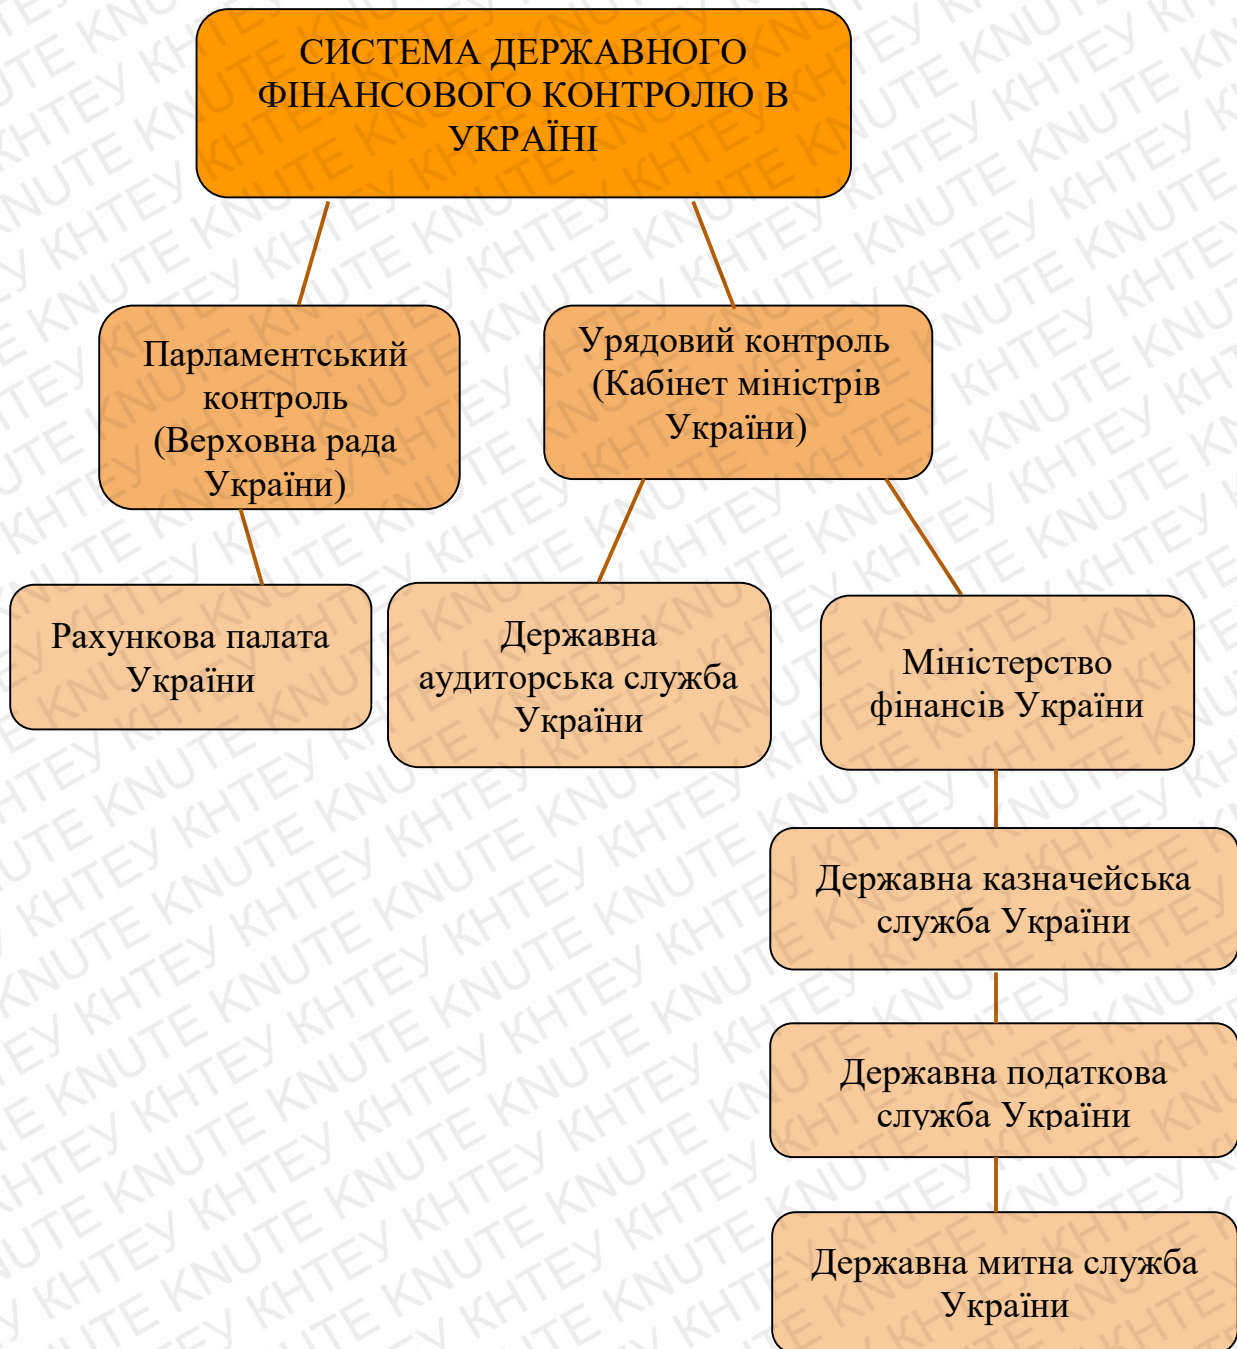 СИСТЕМА ДЕРЖАВНОГО
ФІНАНСОВОГО КОНТРОЛЮ В
УКРАЇНІ
Парламентський
контроль
(Верховна рада
України)
Урядовий контроль
(Кабінет міністрів
України)
Рахункова палата
України
Державна
аудиторська служба
України
Міністерство
фінансів України
Державна казначейська
служба України
Державна податкова
служба України
Державна митна служба
України